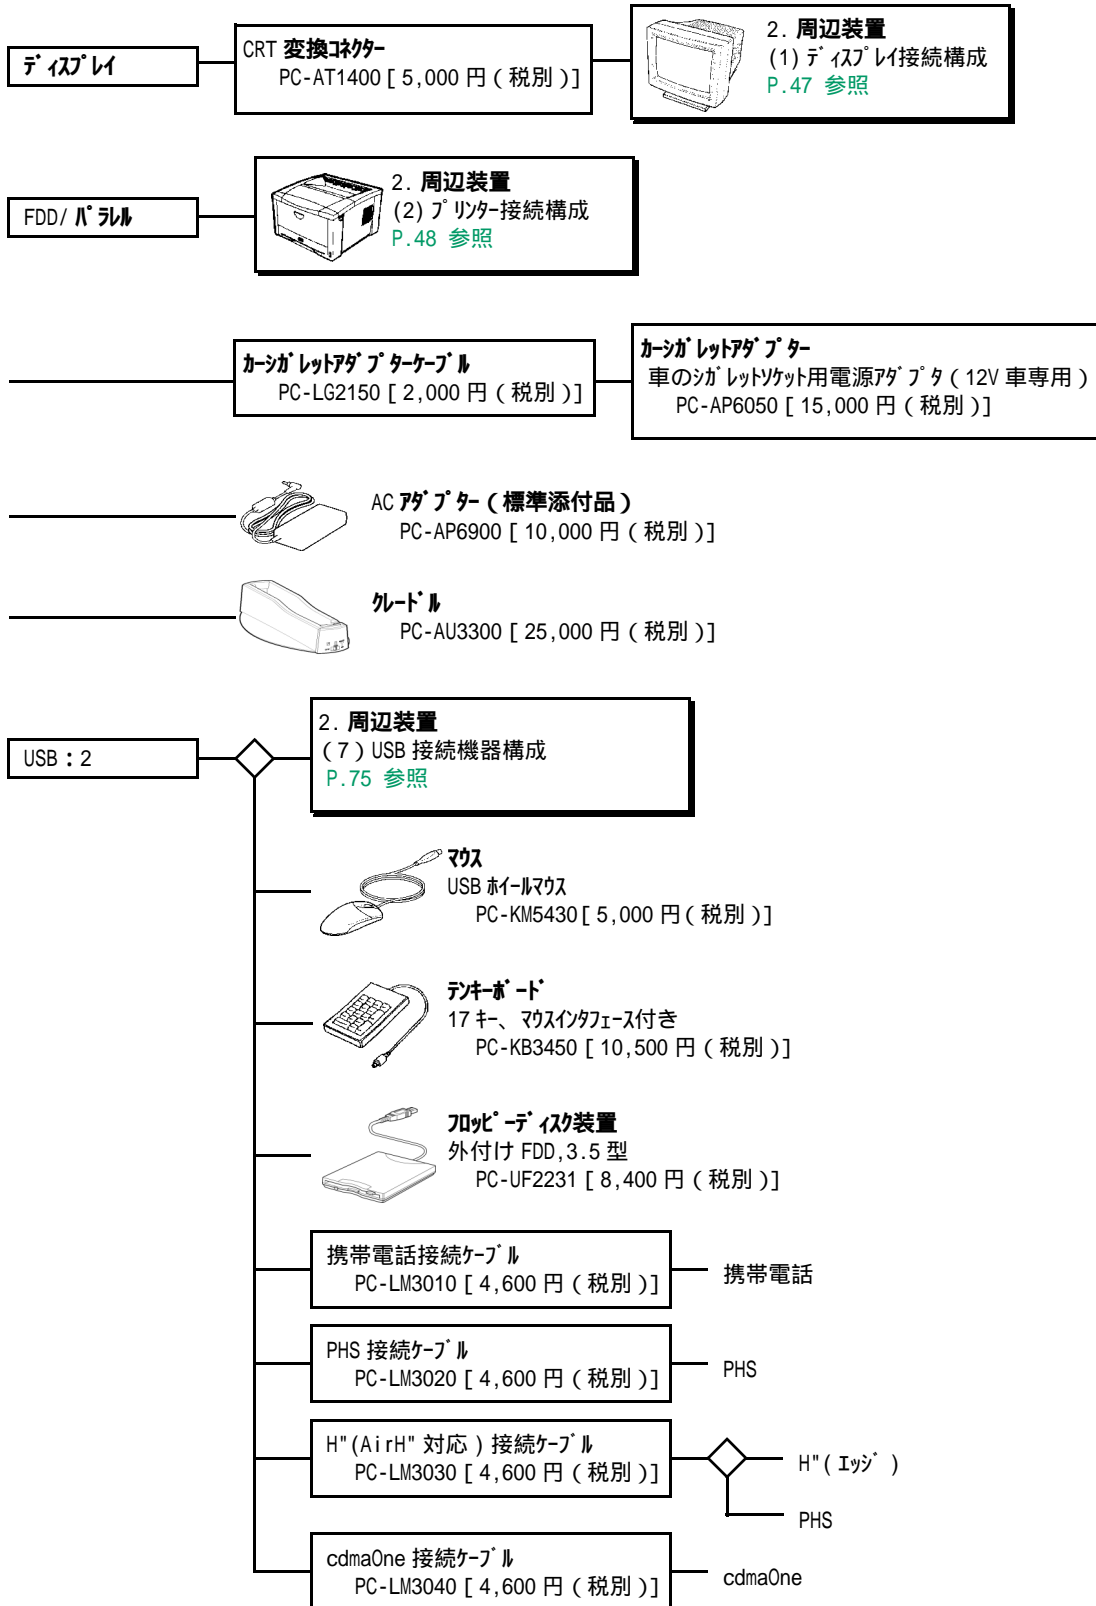 ﾃﾞｨｽﾌﾟﾚｲ
CRT 変換ｺﾈｸﾀｰ
PC-AT1400 [ 5,000 円 ( 税別 )]
2. 周辺装置
(1) ﾃﾞｨｽﾌﾟﾚｲ接続構成
P.47 参照
FDD/ ﾊﾟﾗﾚﾙ
2. 周辺装置
(2) ﾌﾟﾘﾝﾀｰ接続構成
P.48 参照
ｶｰｼｶﾞﾚｯﾄｱﾀﾞﾌﾟﾀｰｹｰﾌﾞﾙ
PC-LG2150 [ 2,000 円 ( 税別 )]
ｶｰｼｶﾞﾚｯﾄｱﾀﾞﾌﾟﾀｰ
車のｼｶﾞﾚｯﾄｿｹｯﾄ用電源ｱﾀﾞﾌﾟﾀ ( 12V 車専用 )
PC-AP6050 [ 15,000 円 ( 税別 )]
AC ｱﾀﾞﾌﾟﾀｰ ( 標準添付品 )
PC-AP6900 [ 10,000 円 ( 税別 )]
ｸﾚｰﾄﾞﾙ
PC-AU3300 [ 25,000 円 ( 税別 )]
USB：2
2. 周辺装置
( 7 ) USB 接続機器構成
P.75 参照
ﾏｳｽ
USB ﾎｲｰﾙﾏｳｽ
PC-KM5430 [ 5,000 円 ( 税別 )]
ﾃﾝｷｰﾎﾞｰﾄﾞ
17 ｷｰ、ﾏｳｽｲﾝﾀﾌｪｰｽ付き
PC-KB3450 [ 10,500 円 ( 税別 )]
ﾌﾛｯﾋﾟｰﾃﾞｨｽｸ装置
外付け FDD,3.5 型
PC-UF2231 [ 8,400 円 ( 税別 )]
携帯電話接続ｹｰﾌﾞﾙ
PC-LM3010 [ 4,600 円 ( 税別 )]
携帯電話
PHS 接続ｹｰﾌﾞﾙ
PC-LM3020 [ 4,600 円 ( 税別 )]
PHS
H"(AirH" 対応 ) 接続ｹｰﾌﾞﾙ
PC-LM3030 [ 4,600 円 ( 税別 )]
H"( ｴｯｼﾞ )
PHS
cdmaOne 接続ｹｰﾌﾞﾙ
PC-LM3040 [ 4,600 円 ( 税別 )]
cdmaOne